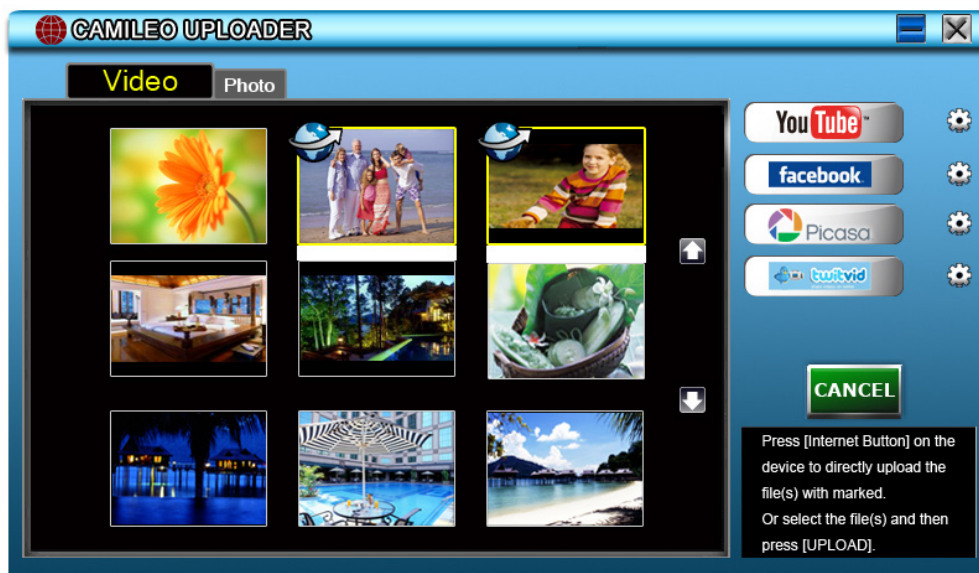 CAMILEO UPLOADER
Video
Photo
YouTube™
facebook
Picasa
twitvid
CANCEL
Press [Internet Button] on the
device to directly upload the
file(s) with marked.
Or select the file(s) and then
press [UPLOAD].